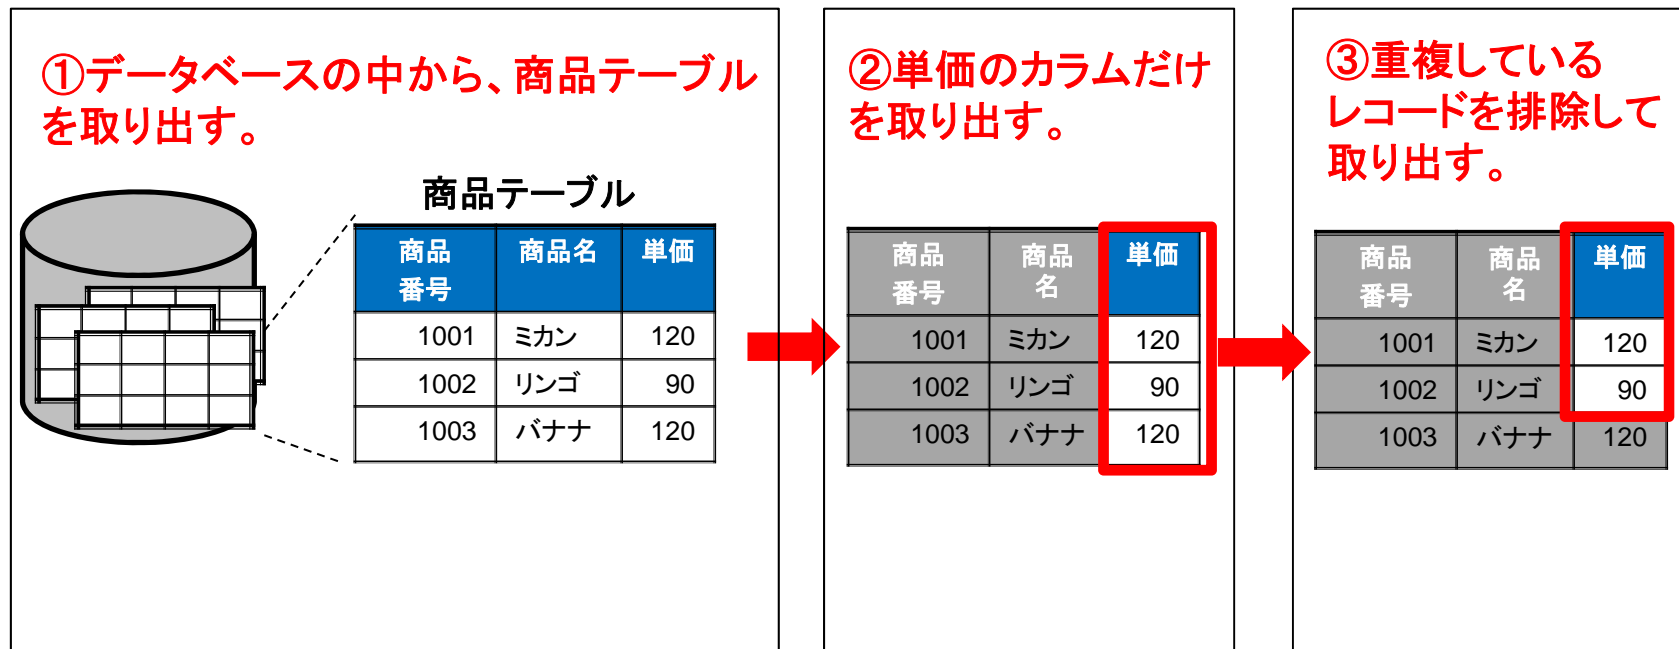 ①データベースの中から、商品テーブル
を取り出す。
商品テーブル
商品番号 商品名 単価
1001 ミカン 120
1002 リンゴ 90
1003 バナナ 120
②単価のカラムだけ
を取り出す。
商品番号 商品名 単価
1001 ミカン 120
1002 リンゴ 90
1003 バナナ 120
③重複している
レコードを排除して
取り出す。
商品番号 商品名 単価
1001 ミカン 120
1002 リンゴ 90
1003 バナナ 120